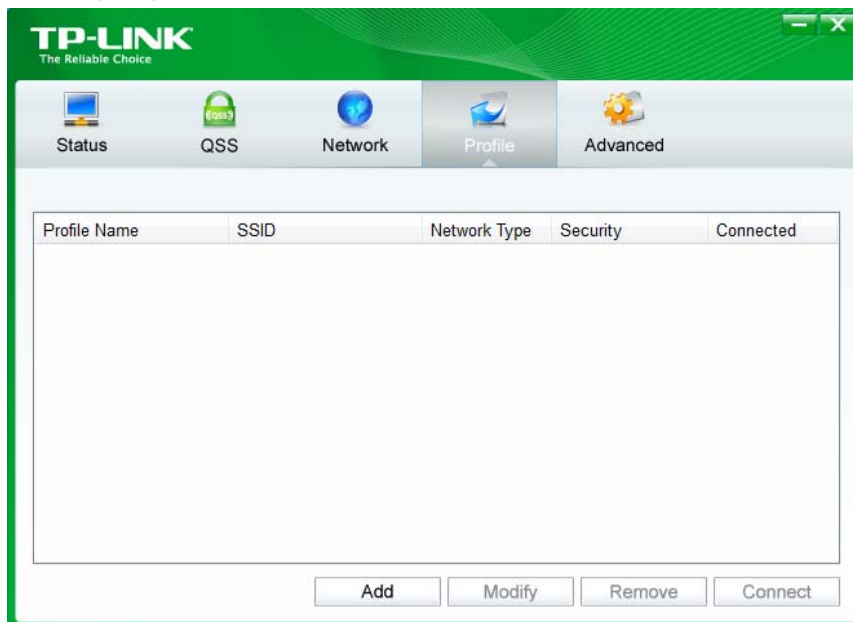 TP-LINK
The Reliable Choice
Status QSS Network Profile Advanced
Profile Name SSID Network Type Security Connected
Add Modify Remove Connect